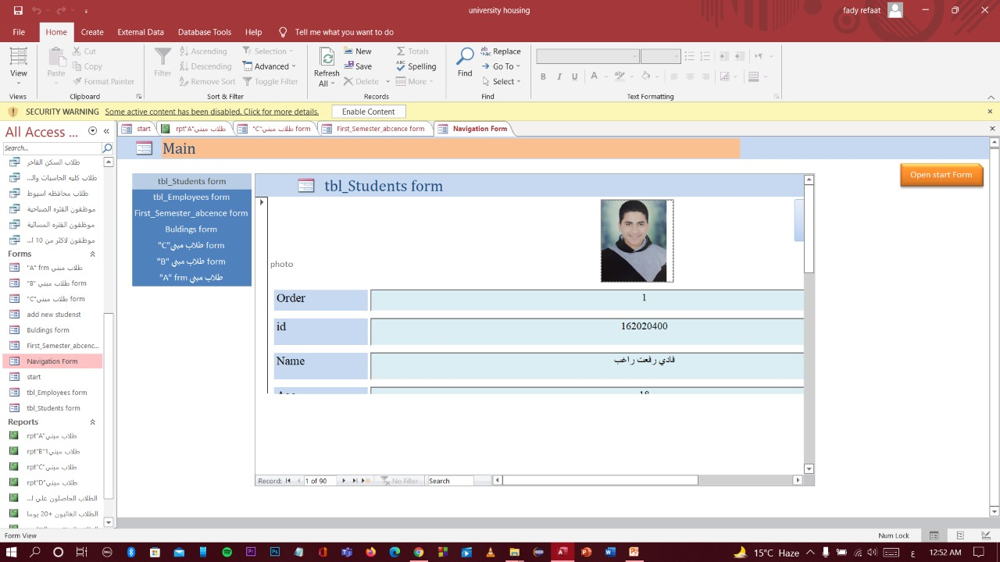 university housing
fady refaat
File Home Create External Data Database Tools Help Tell me what you want to do
View
Views
Paste
Cut
Copy
Format Painter
Clipboard
Filter
Ascending
Descending
Remove Sort
Selection
Advanced
Toggle Filter
Sort & Filter
Refresh
All
New
Save
Delete
Totals
Spelling
More
Records
Find
Replace
Go To
Select
Find
B I U A
Text Formatting
SECURITY WARNING Some active content has been disabled. Click for more details. Enable Content
All Access ...
Search...
طلاب السكن الفاخر
طلاب كليه الحاسبات وال...
طلاب محافظه اسيوط
موظفون الفتره الصباحية
موظفون الفتره المسائية
موظفون لاكثر من 10 ا...
Forms
طلاب مبني "A" frm
طلاب مبني "B" form
طلاب مبني"C" form
add new studenst
Buldings form
First_Semester_abcenc...
Navigation Form
start
tbl_Employees form
tbl_Students form
Reports
طلاب مبني"A"rpt
طلاب مبني1"B"rpt
طلاب مبني"C"rpt
طلاب مبني"D"rpt
الطلاب الحاصلون علي ا...
الطلاب الغائبون +20 يوما
start
طلاب مبني"A"rpt
طلاب مبني"C" form
First_Semester_abcence form
Navigation Form
Main
Open start Form
tbl_Students form
tbl_Employees form
First_Semester_abcence form
Buldings form
طلاب مبني"C" form
طلاب مبني "B" form
طلاب مبني "A" frm
tbl_Students form
photo
Order 1
id 162020400
Name فادي رفعت راغب
Record: 1 of 90 No Filter Search
Form View
Num Lock
15°C Haze
ع 12:52 AM